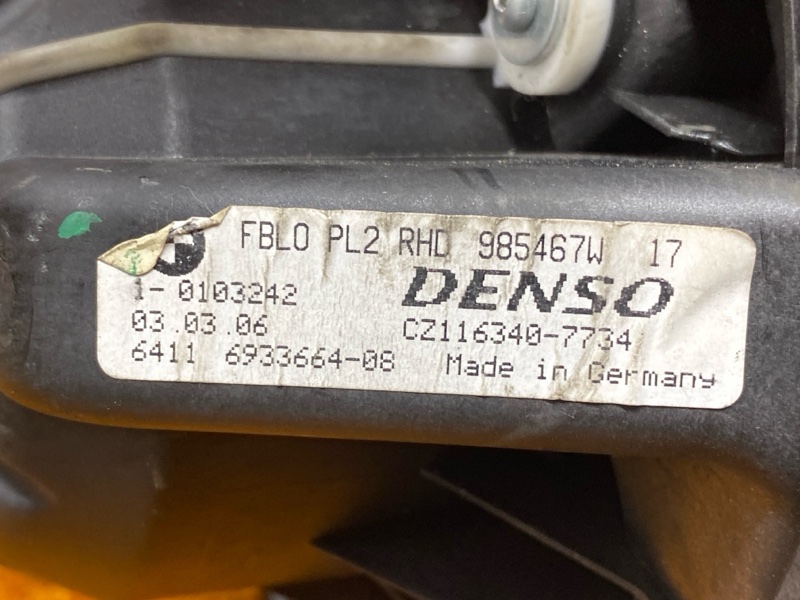 FBLO PL2 RHD 985467W 17
1- 0103242
DENSO
03.03.06
CZ116340-7734
6411 6933664-08
Made in Germany